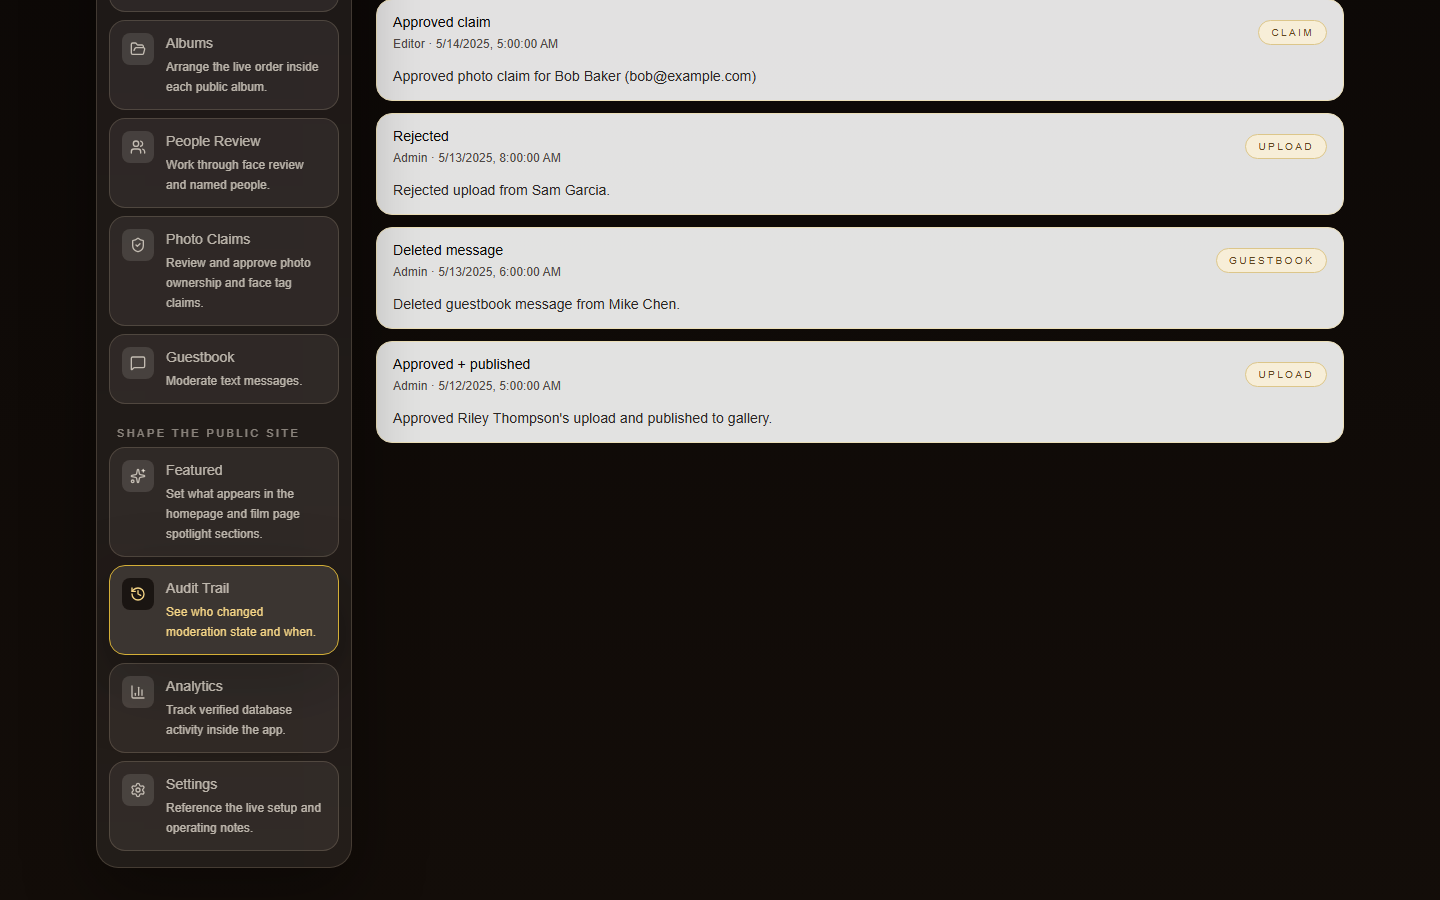 Albums
Arrange the live order inside
each public album.
People Review
Work through face review
and named people.
Photo Claims
Review and approve photo
ownership and face tag
claims.
Guestbook
Moderate text messages.
SHAPE THE PUBLIC SITE
Featured
Set what appears in the
homepage and film page
spotlight sections.
Audit Trail
See who changed
moderation state and when.
Analytics
Track verified database
activity inside the app.
Settings
Reference the live setup and
operating notes.
Approved claim
Editor · 5/14/2025, 5:00:00 AM
CLAIM
Approved photo claim for Bob Baker (bob@example.com)
Rejected
Admin · 5/13/2025, 8:00:00 AM
UPLOAD
Rejected upload from Sam Garcia.
Deleted message
Admin · 5/13/2025, 6:00:00 AM
GUESTBOOK
Deleted guestbook message from Mike Chen.
Approved + published
Admin · 5/12/2025, 5:00:00 AM
UPLOAD
Approved Riley Thompson's upload and published to gallery.